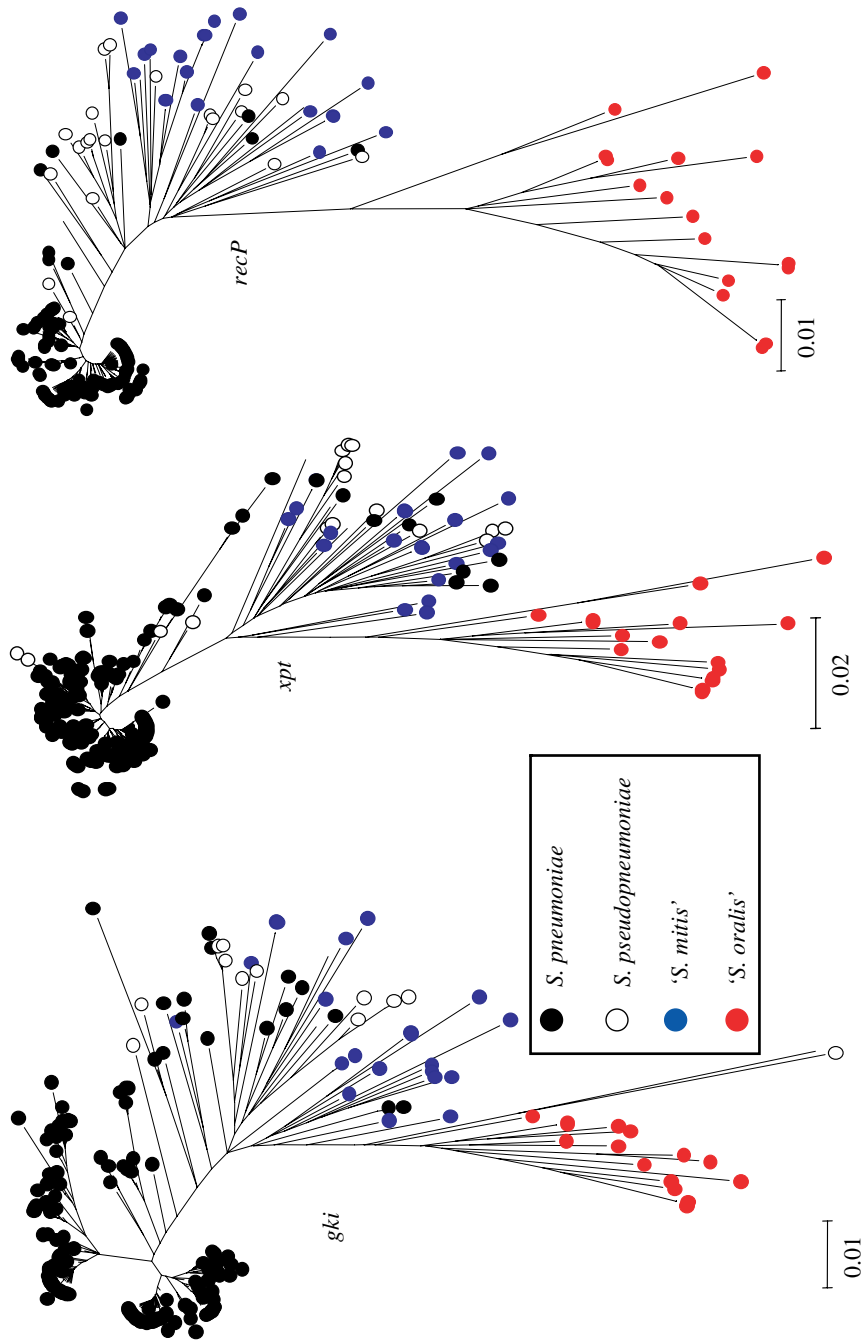 recP
0.01
xpt
0.02
gki
0.01
S. pneumoniae
S. pseudopneumoniae
‘S. mitis’
‘S. oralis’